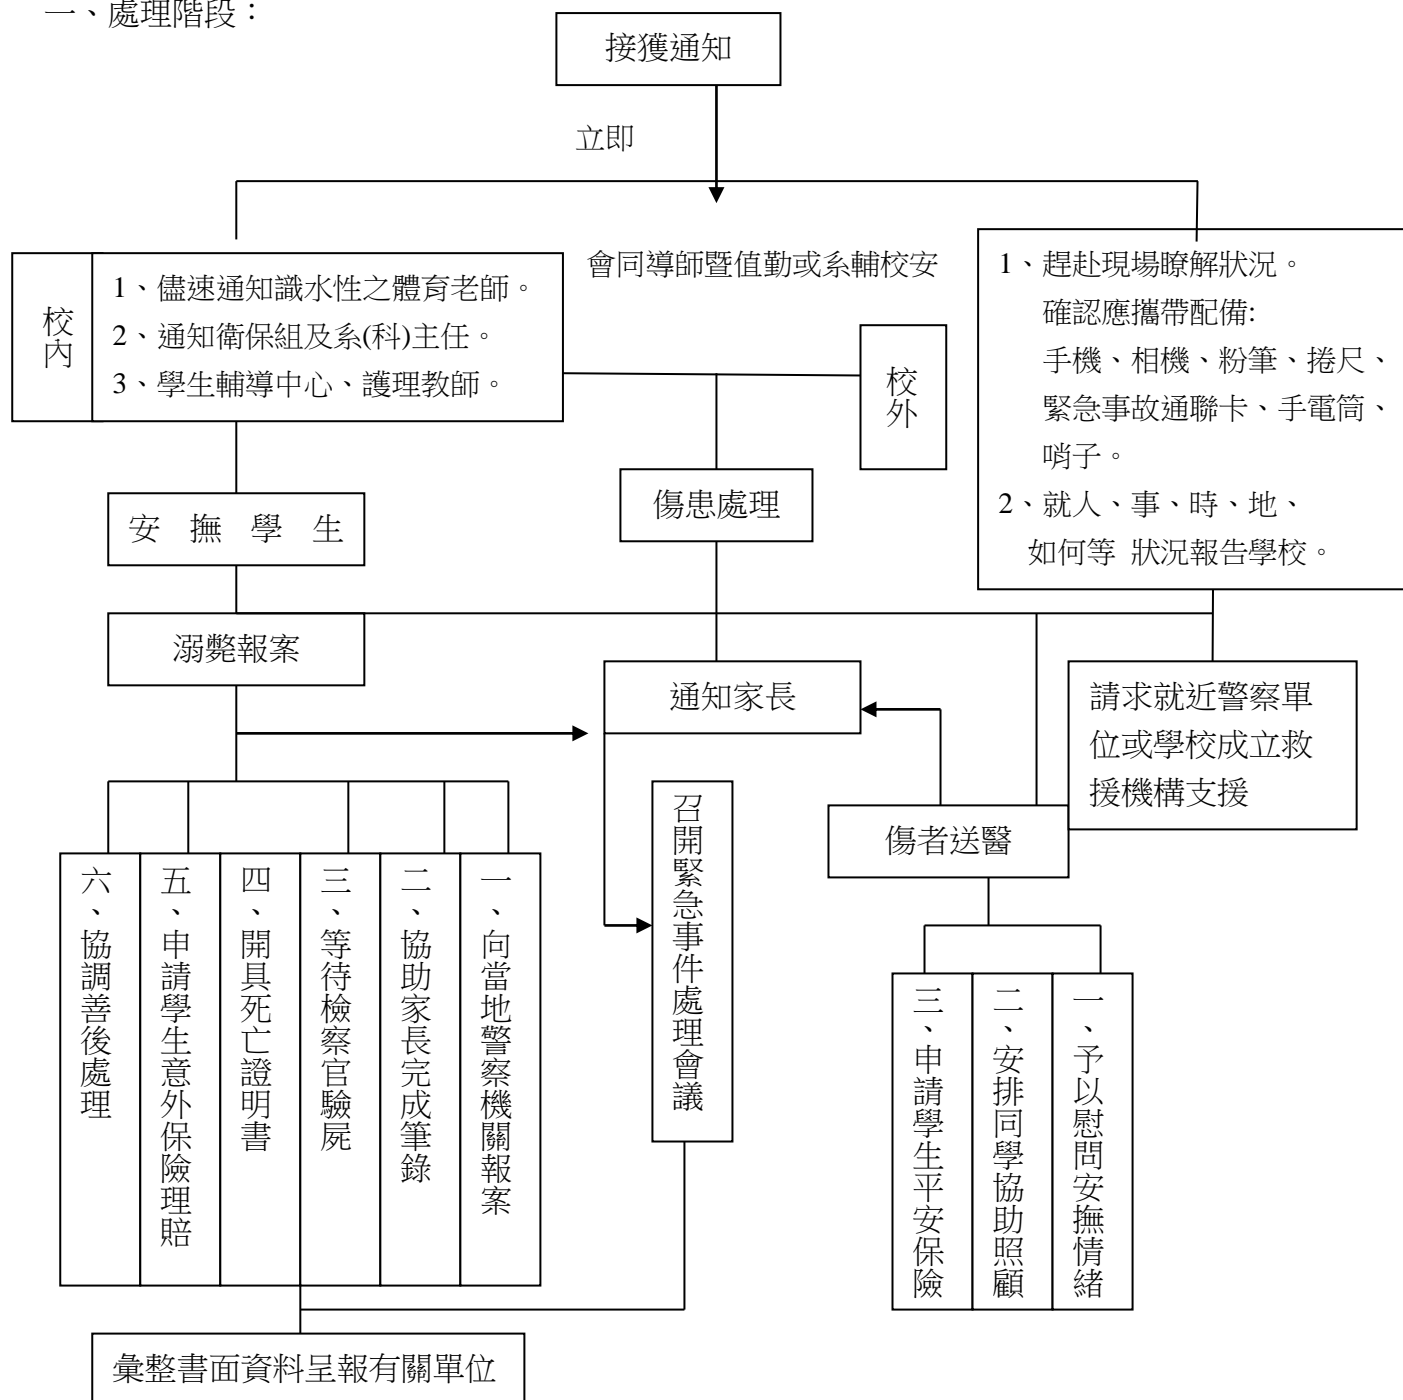 一、處理階段：
接獲通知
立即
會同導師暨值勤或系輔校安
校內
1、儘速通知識水性之體育老師。
2、通知衛保組及系(科)主任。
3、學生輔導中心、護理教師。
校外
1、趕赴現場瞭解狀況。
確認應攜帶配備:
手機、相機、粉筆、捲尺、
緊急事故通聯卡、手電筒、
哨子。
2、就人、事、時、地、
如何等 狀況報告學校。
安 撫 學 生
傷患處理
溺斃報案
通知家長
請求就近警察單
位或學校成立救
援機構支援
召開緊急事件處理會議
傷者送醫
一、向當地警察機關報案
二、協助家長完成筆錄
三、等待檢察官驗屍
四、開具死亡證明書
五、申請學生意外保險理賠
六、協調善後處理
一、予以慰問安撫情緒
二、安排同學協助照顧
三、申請學生平安保險
彙整書面資料呈報有關單位